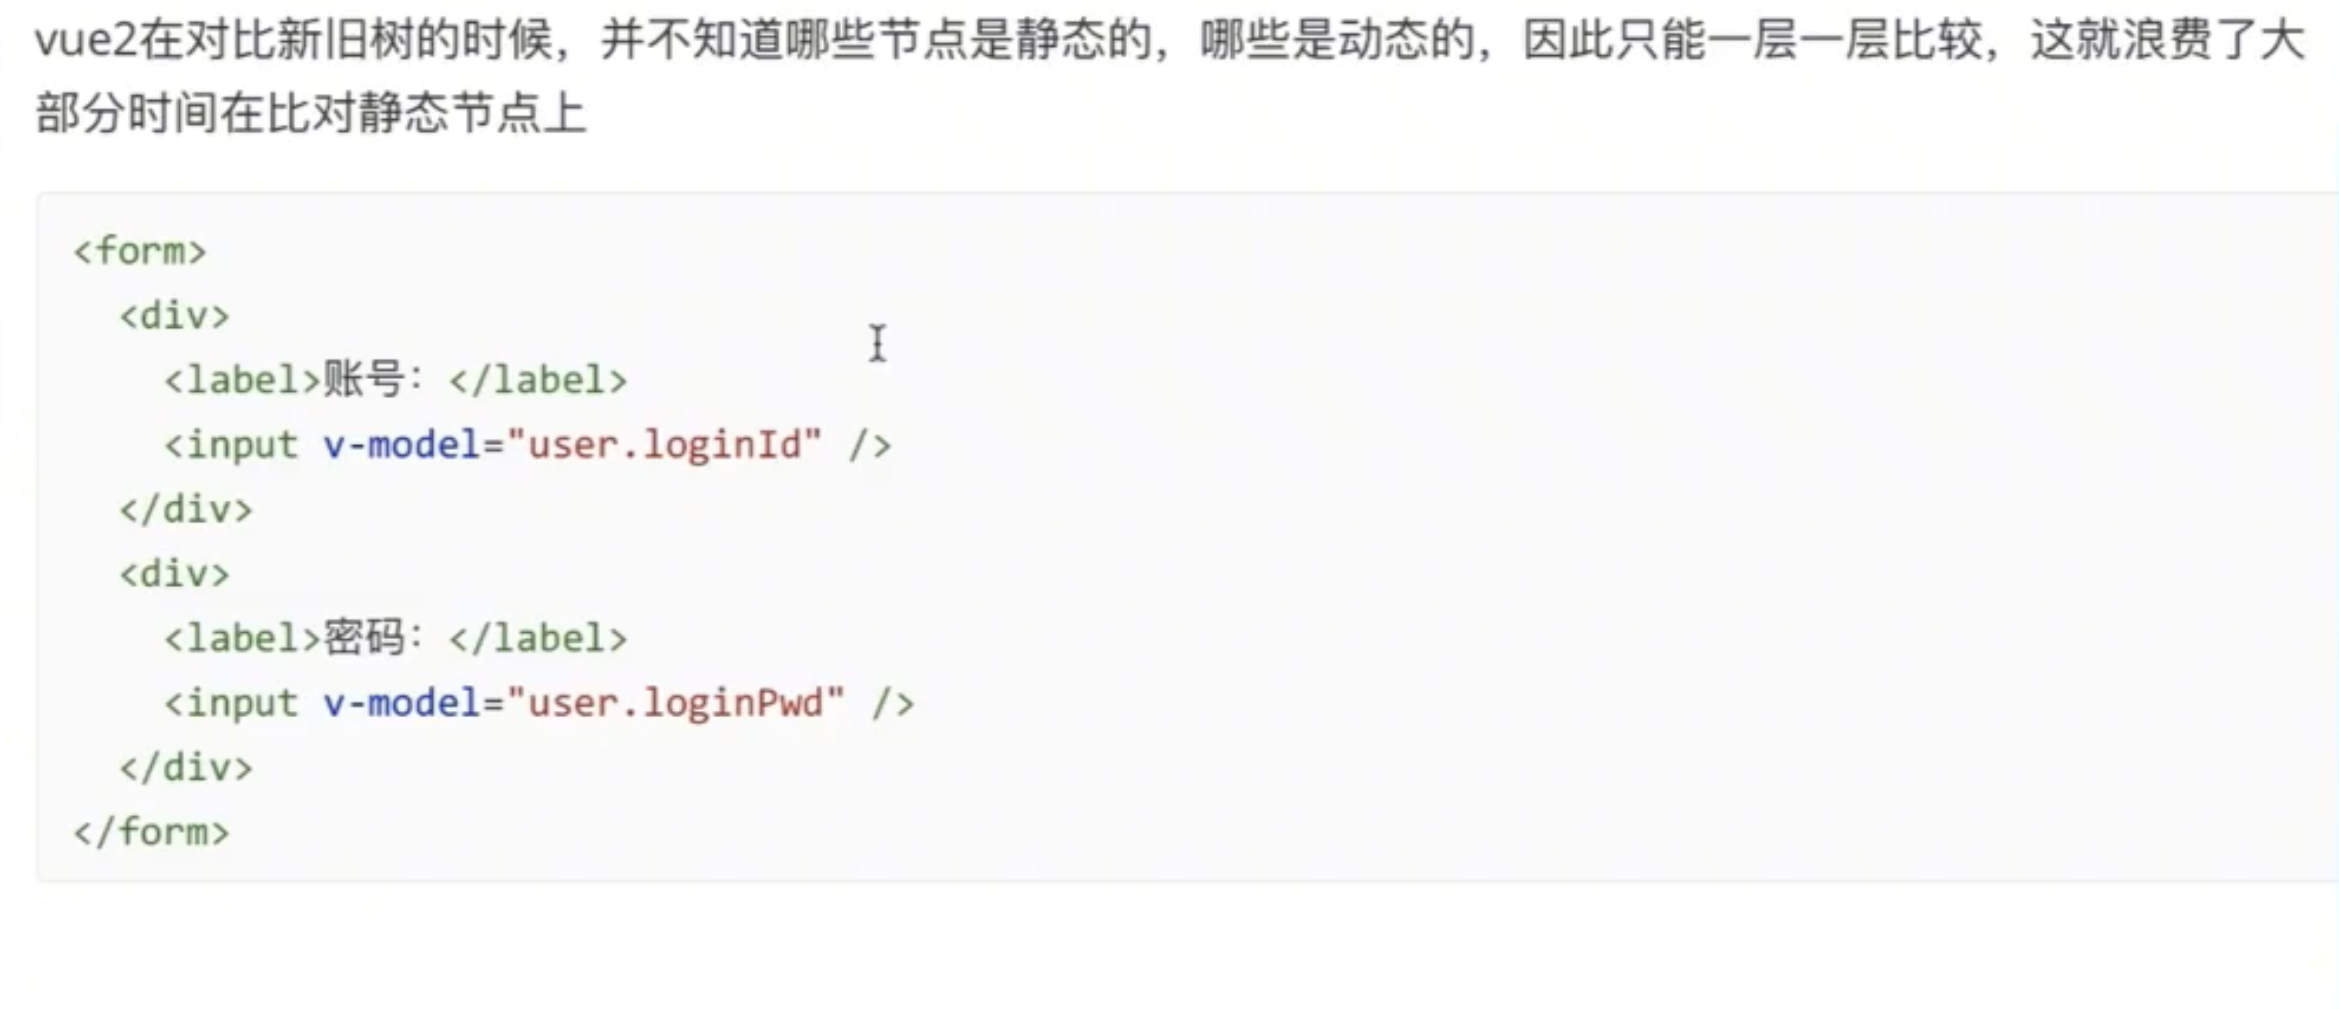 vue2在对比新旧树的时候，并不知道哪些节点是静态的，哪些是动态的，因此只能一层一层比较，这就浪费了大
部分时间在比对静态节点上
<form>
  <div>
    <label>账号：</label>
    <input v-model="user.loginId" />
  </div>
  <div>
    <label>密码：</label>
    <input v-model="user.loginPwd" />
  </div>
</form>